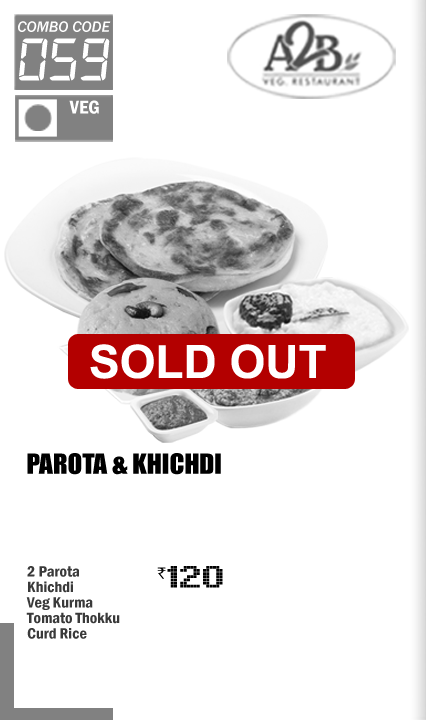 COMBO CODE
059
VEG
A2B
VEG. RESTAURANT
SOLD OUT
PAROTA & KHICHDI
2 Parota
Khichdi
Veg Kurma
Tomato Thokku
Curd Rice
₹120